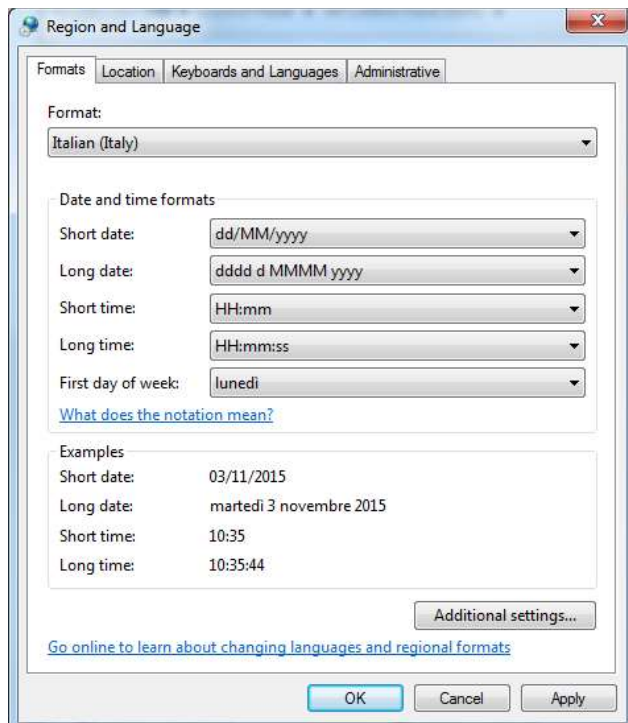 Region and Language
Formats Location Keyboards and Languages Administrative
Format:
Italian (Italy)
Date and time formats
Short date: dd/MM/yyyy
Long date: dddd d MMMM yyyy
Short time: HH:mm
Long time: HH:mm:ss
First day of week: lunedì
What does the notation mean?
Examples
Short date: 03/11/2015
Long date: martedì 3 novembre 2015
Short time: 10:35
Long time: 10:35:44
Additional settings...
Go online to learn about changing languages and regional formats
OK Cancel Apply